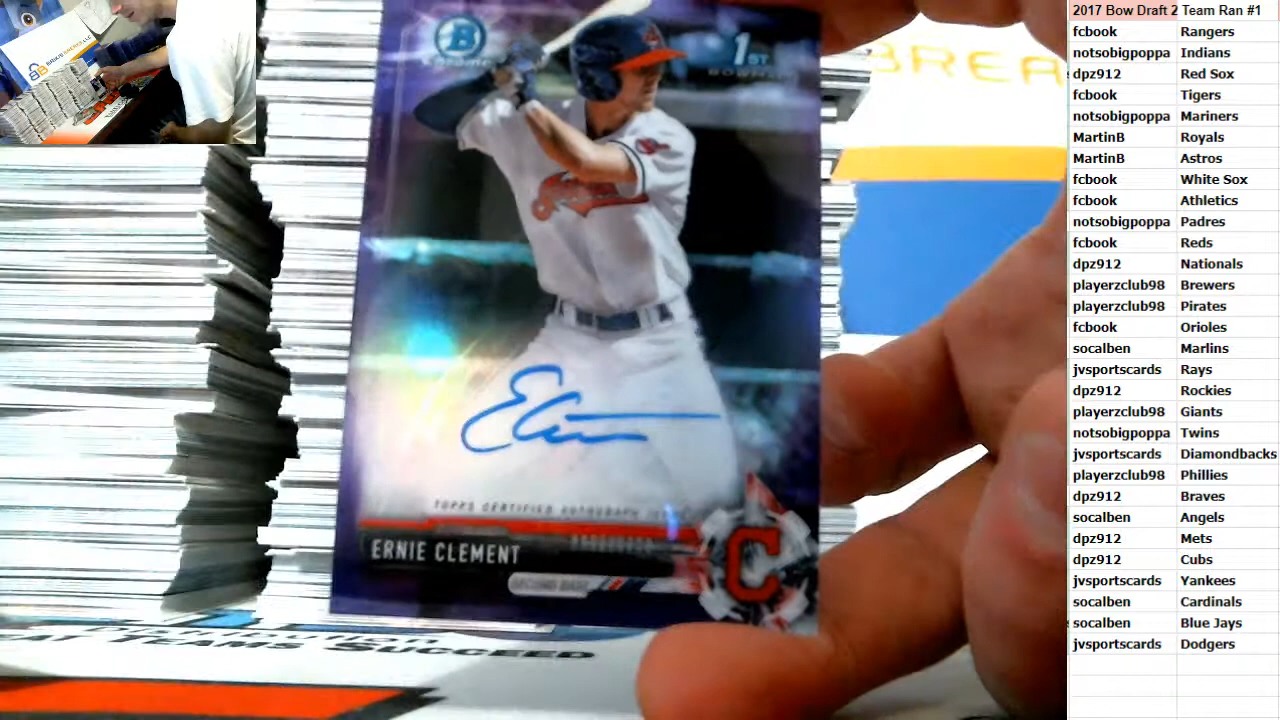 B
1ST
BOWMAN
BREA
TOPPS CERTIFIED AUTOGRAPH
ERNIE CLEMENT
SECOND BASE
C
DISTRIBUTION
EAT TEAMS SUCCEED
2017 Bow Draft 2 Team Ran #1
fcbook Rangers
notsobigpoppa Indians
dpz912 Red Sox
fcbook Tigers
notsobigpoppa Mariners
MartinB Royals
MartinB Astros
fcbook White Sox
fcbook Athletics
notsobigpoppa Padres
fcbook Reds
dpz912 Nationals
playerzclub98 Brewers
playerzclub98 Pirates
fcbook Orioles
socalben Marlins
jvsportscards Rays
dpz912 Rockies
playerzclub98 Giants
notsobigpoppa Twins
jvsportscards Diamondbacks
playerzclub98 Phillies
dpz912 Braves
socalben Angels
dpz912 Mets
dpz912 Cubs
jvsportscards Yankees
socalben Cardinals
socalben Blue Jays
jvsportscards Dodgers